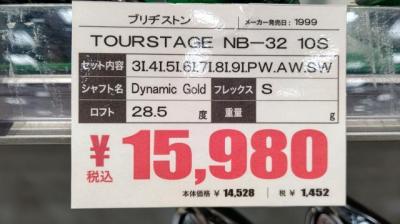 ブリヂストン メーカー発売日：1999
TOURSTAGE NB-32 10S
セット内容 3I.4I.5I.6I.7I.8I.9I.PW.AW.SW
シャフト名 Dynamic Gold フレックス S
ロフト 28.5 度 重量 g
¥15,980
税込
本体価格 ¥ 14,528 税 ¥ 1,452